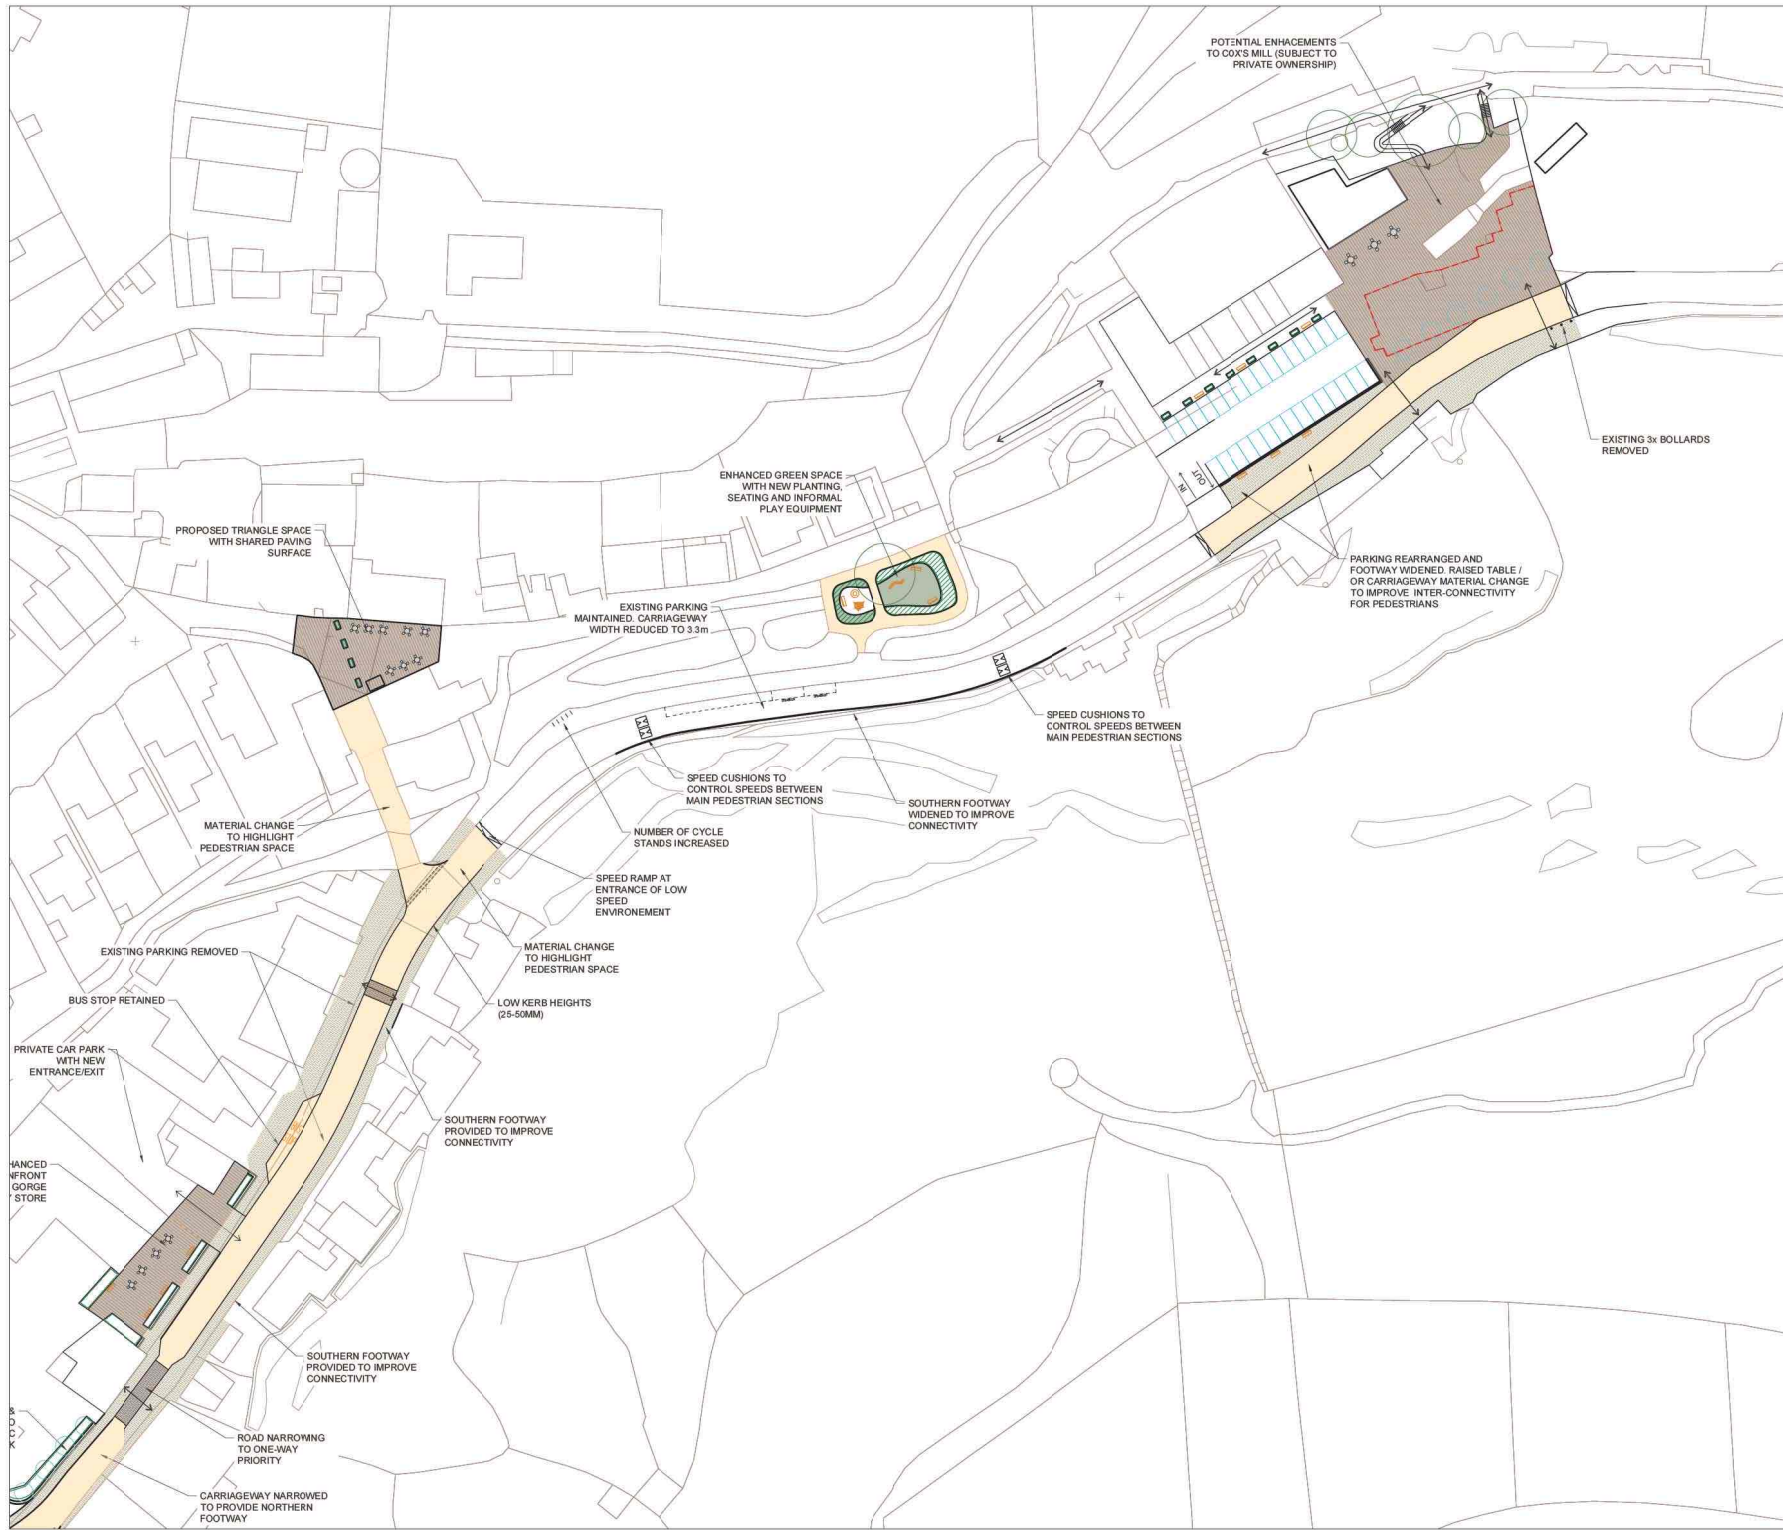 POTENTIAL ENHACEMENTS
TO COX'S MILL (SUBJECT TO
PRIVATE OWNERSHIP)
EXISTING 3x BOLLARDS
REMOVED
ENHANCED GREEN SPACE
WITH NEW PLANTING,
SEATING AND INFORMAL
PLAY EQUIPMENT
IN
OUT
PROPOSED TRIANGLE SPACE
WITH SHARED PAVING
SURFACE
PARKING REARRANGED AND
FOOTWAY WIDENED. RAISED TABLE /
OR CARRIAGEWAY MATERIAL CHANGE
TO IMPROVE INTER-CONNECTIVITY
FOR PEDESTRIANS
EXISTING PARKING
MAINTAINED. CARRIAGEWAY
WIDTH REDUCED TO 3.3m
SPEED CUSHIONS TO
CONTROL SPEEDS BETWEEN
MAIN PEDESTRIAN SECTIONS
SPEED CUSHIONS TO
CONTROL SPEEDS BETWEEN
MAIN PEDESTRIAN SECTIONS
SOUTHERN FOOTWAY
WIDENED TO IMPROVE
CONNECTIVITY
MATERIAL CHANGE
TO HIGHLIGHT
PEDESTRIAN SPACE
NUMBER OF CYCLE
STANDS INCREASED
SPEED RAMP AT
ENTRANCE OF LOW
SPEED
ENVIRONEMENT
EXISTING PARKING REMOVED
MATERIAL CHANGE
TO HIGHLIGHT
PEDESTRIAN SPACE
BUS STOP RETAINED
LOW KERB HEIGHTS
(25-50MM)
PRIVATE CAR PARK
WITH NEW
ENTRANCE/EXIT
SOUTHERN FOOTWAY
PROVIDED TO IMPROVE
CONNECTIVITY
HANCED
NFRONT
GORGE
STORE
SOUTHERN FOOTWAY
PROVIDED TO IMPROVE
CONNECTIVITY
&
O
C
K
ROAD NARROWING
TO ONE-WAY
PRIORITY
CARRIAGEWAY NARROWED
TO PROVIDE NORTHERN
FOOTWAY